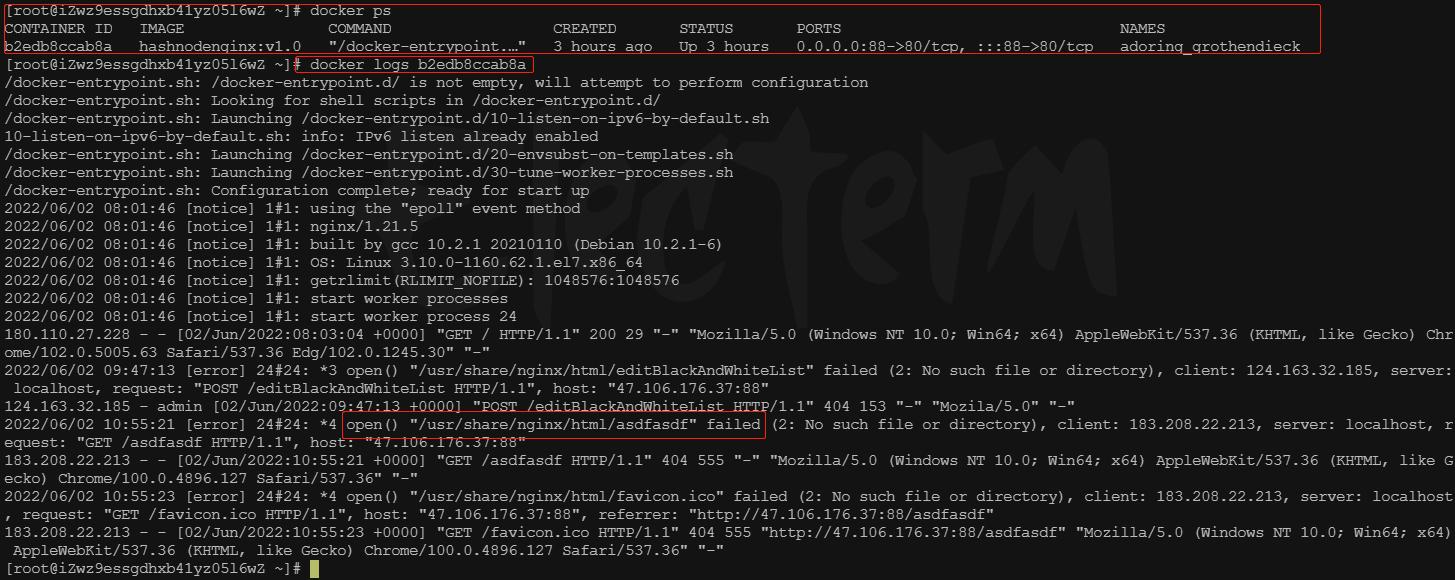 [root@iZwz9essgdhxb41yz05l6wZ ~]# docker ps
CONTAINER ID   IMAGE                COMMAND                  CREATED       STATUS       PORTS                               NAMES
b2edb8ccab8a   hashnodenginx:v1.0   "/docker-entrypoint.…"   3 hours ago   Up 3 hours   0.0.0.0:88->80/tcp, :::88->80/tcp   adoring_grothendieck
[root@iZwz9essgdhxb41yz05l6wZ ~]# docker logs b2edb8ccab8a
/docker-entrypoint.sh: /docker-entrypoint.d/ is not empty, will attempt to perform configuration
/docker-entrypoint.sh: Looking for shell scripts in /docker-entrypoint.d/
/docker-entrypoint.sh: Launching /docker-entrypoint.d/10-listen-on-ipv6-by-default.sh
10-listen-on-ipv6-by-default.sh: info: IPv6 listen already enabled
/docker-entrypoint.sh: Launching /docker-entrypoint.d/20-envsubst-on-templates.sh
/docker-entrypoint.sh: Launching /docker-entrypoint.d/30-tune-worker-processes.sh
/docker-entrypoint.sh: Configuration complete; ready for start up
2022/06/02 08:01:46 [notice] 1#1: using the "epoll" event method
2022/06/02 08:01:46 [notice] 1#1: nginx/1.21.5
2022/06/02 08:01:46 [notice] 1#1: built by gcc 10.2.1 20210110 (Debian 10.2.1-6)
2022/06/02 08:01:46 [notice] 1#1: OS: Linux 3.10.0-1160.62.1.el7.x86_64
2022/06/02 08:01:46 [notice] 1#1: getrlimit(RLIMIT_NOFILE): 1048576:1048576
2022/06/02 08:01:46 [notice] 1#1: start worker processes
2022/06/02 08:01:46 [notice] 1#1: start worker process 24
180.110.27.228 - - [02/Jun/2022:08:03:04 +0000] "GET / HTTP/1.1" 200 29 "-" "Mozilla/5.0 (Windows NT 10.0; Win64; x64) AppleWebKit/537.36 (KHTML, like Gecko) Chr
ome/102.0.5005.63 Safari/537.36 Edg/102.0.1245.30" "-"
2022/06/02 09:47:13 [error] 24#24: *3 open() "/usr/share/nginx/html/editBlackAndWhiteList" failed (2: No such file or directory), client: 124.163.32.185, server:
 localhost, request: "POST /editBlackAndWhiteList HTTP/1.1", host: "47.106.176.37:88"
124.163.32.185 - admin [02/Jun/2022:09:47:13 +0000] "POST /editBlackAndWhiteList HTTP/1.1" 404 153 "-" "Mozila/5.0" "-"
2022/06/02 10:55:21 [error] 24#24: *4 open() "/usr/share/nginx/html/asdfasdf" failed (2: No such file or directory), client: 183.208.22.213, server: localhost, r
equest: "GET /asdfasdf HTTP/1.1", host: "47.106.176.37:88"
183.208.22.213 - - [02/Jun/2022:10:55:21 +0000] "GET /asdfasdf HTTP/1.1" 404 555 "-" "Mozilla/5.0 (Windows NT 10.0; Win64; x64) AppleWebKit/537.36 (KHTML, like G
ecko) Chrome/100.0.4896.127 Safari/537.36" "-"
2022/06/02 10:55:23 [error] 24#24: *4 open() "/usr/share/nginx/html/favicon.ico" failed (2: No such file or directory), client: 183.208.22.213, server: localhost
, request: "GET /favicon.ico HTTP/1.1", host: "47.106.176.37:88", referrer: "http://47.106.176.37:88/asdfasdf"
183.208.22.213 - - [02/Jun/2022:10:55:23 +0000] "GET /favicon.ico HTTP/1.1" 404 555 "http://47.106.176.37:88/asdfasdf" "Mozilla/5.0 (Windows NT 10.0; Win64; x64)
 AppleWebKit/537.36 (KHTML, like Gecko) Chrome/100.0.4896.127 Safari/537.36" "-"
[root@iZwz9essgdhxb41yz05l6wZ ~]#
electerm